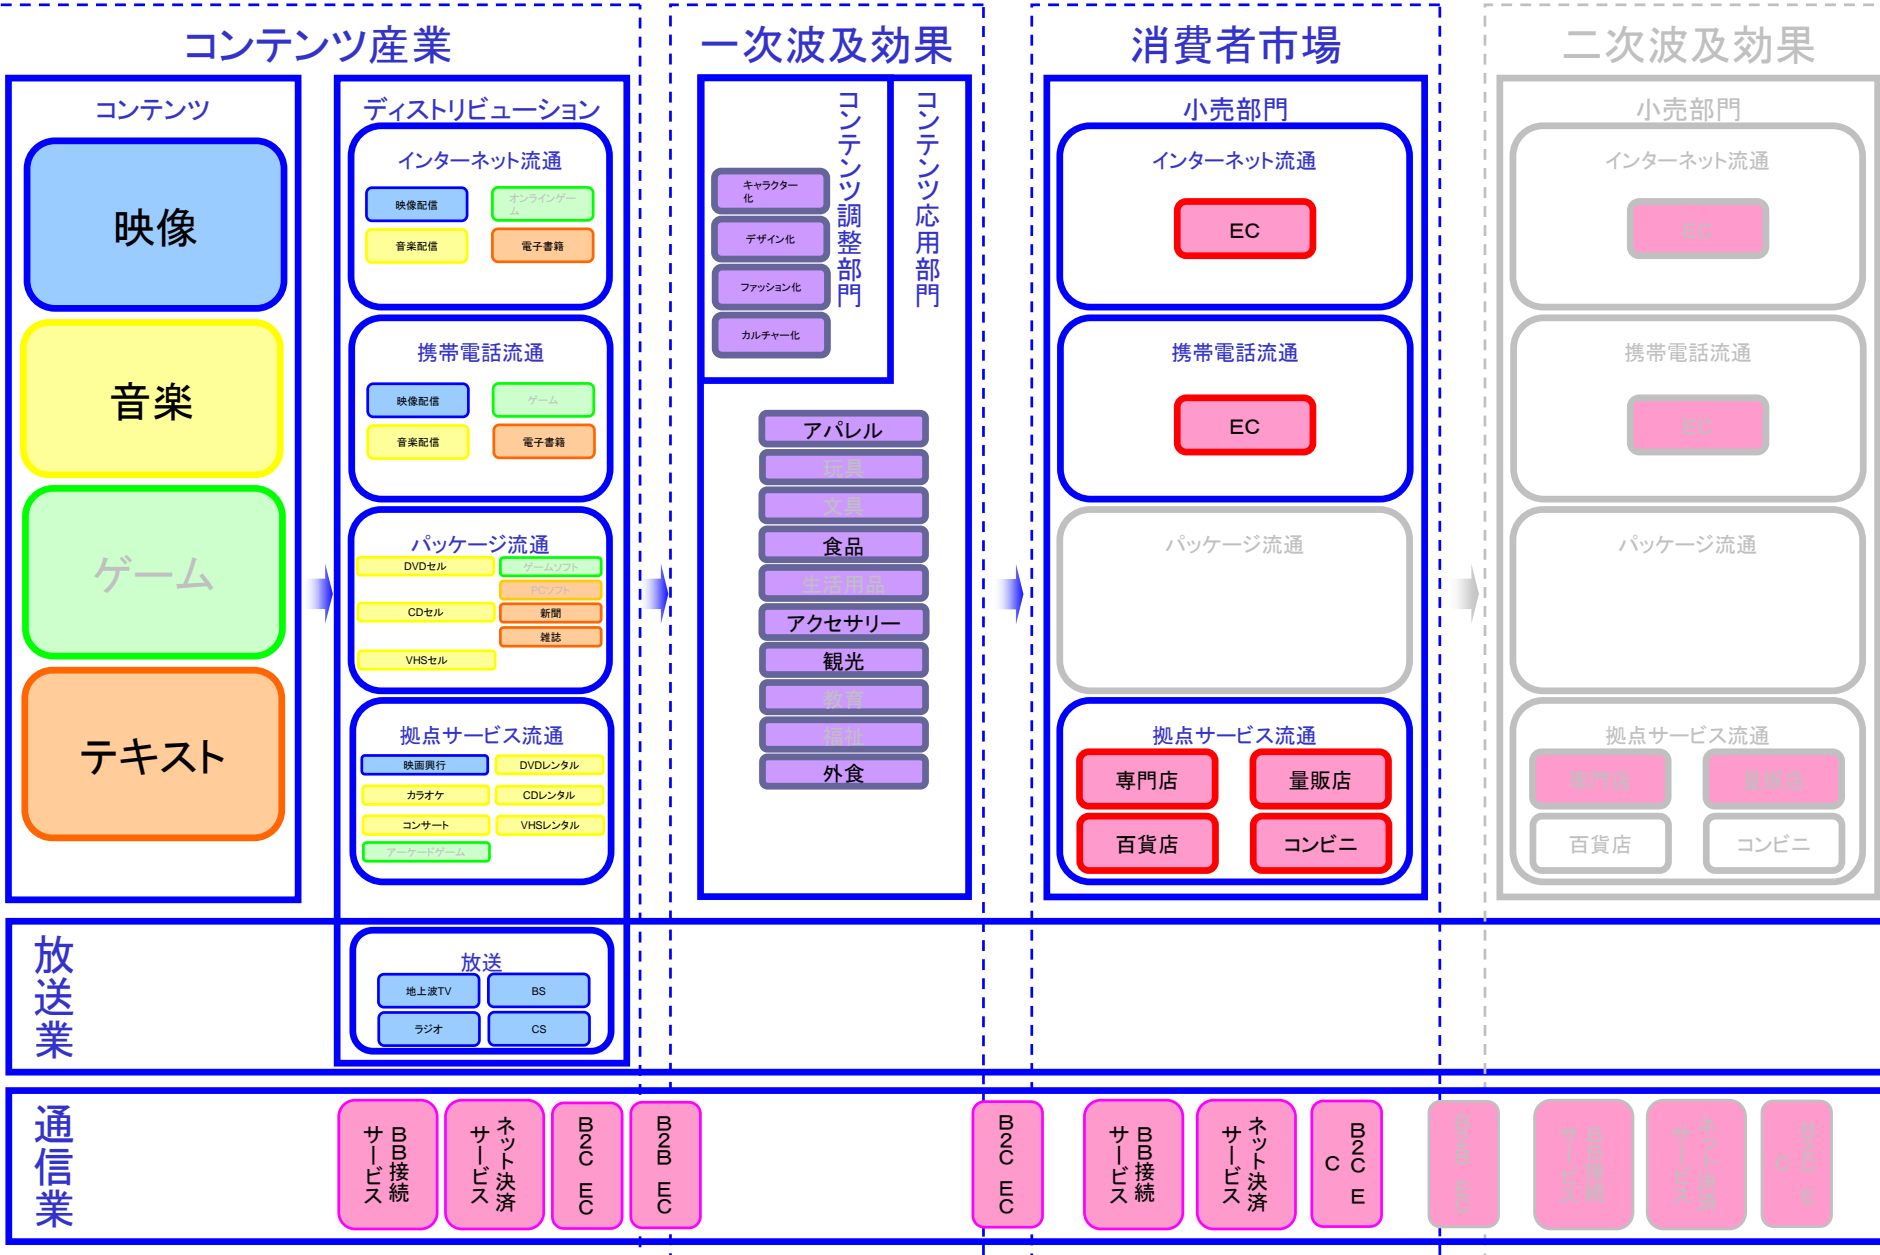 コンテンツ産業
一次波及効果
消費者市場
二次波及効果
コンテンツ
映像
音楽
ゲーム
テキスト
ディストリビューション
インターネット流通
映像配信
オンラインゲー
ム
音楽配信
電子書籍
携帯電話流通
映像配信
ゲーム
音楽配信
電子書籍
パッケージ流通
DVDセル
ゲームソフト
PCソフト
CDセル
新聞
雑誌
VHSセル
拠点サービス流通
映画興行
DVDレンタル
カラオケ
CDレンタル
コンサート
VHSレンタル
アーケードゲーム
コンテンツ調整部門
キャラクター
化
デザイン化
ファッション化
カルチャー化
コンテンツ応用部門
アパレル
玩具
文具
食品
生活用品
アクセサリー
観光
教育
福祉
外食
小売部門
インターネット流通
EC
携帯電話流通
EC
パッケージ流通
拠点サービス流通
専門店
量販店
百貨店
コンビニ
小売部門
インターネット流通
EC
携帯電話流通
EC
パッケージ流通
拠点サービス流通
専門店
量販店
百貨店
コンビニ
放送業
放送
地上波TV
BS
ラジオ
CS
通信業
BB接続
サービス
ネット決済
サービス
B2C EC
B2B EC
B2C EC
BB接続
サービス
ネット決済
サービス
B2C E
C
BB接続
サービス
ネット決済
サービス
B2C E
C